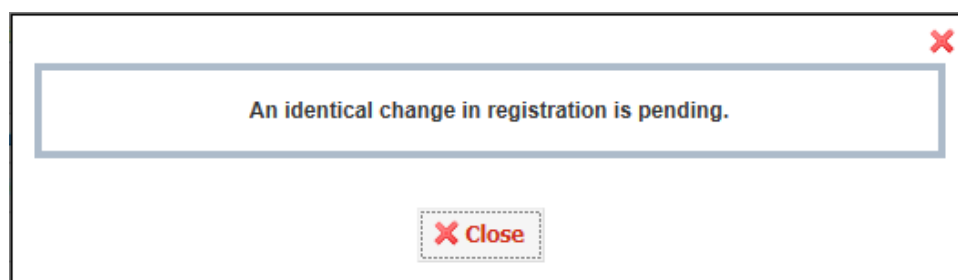 An identical change in registration is pending.
Close